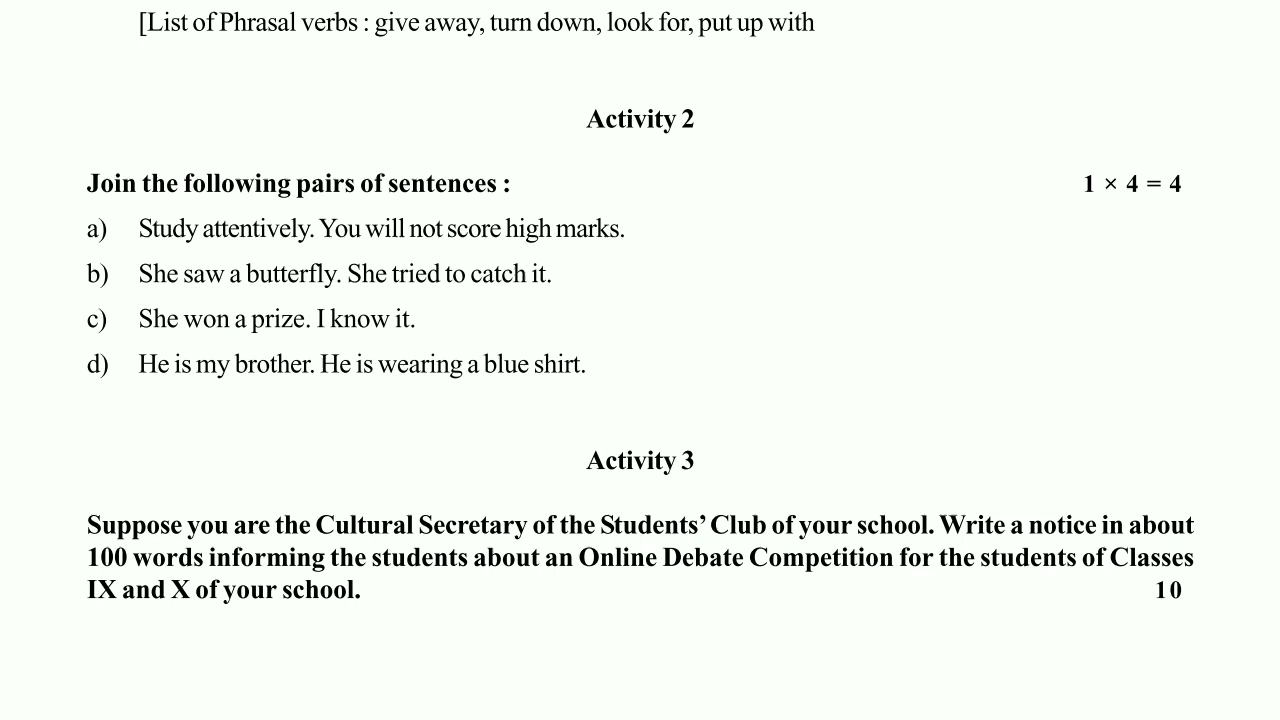 [List of Phrasal verbs : give away, turn down, look for, put up with
Activity 2
Join the following pairs of sentences : 1 × 4 = 4
a) Study attentively. You will not score high marks.
b) She saw a butterfly. She tried to catch it.
c) She won a prize. I know it.
d) He is my brother. He is wearing a blue shirt.
Activity 3
Suppose you are the Cultural Secretary of the Students’ Club of your school. Write a notice in about
100 words informing the students about an Online Debate Competition for the students of Classes
IX and X of your school. 10